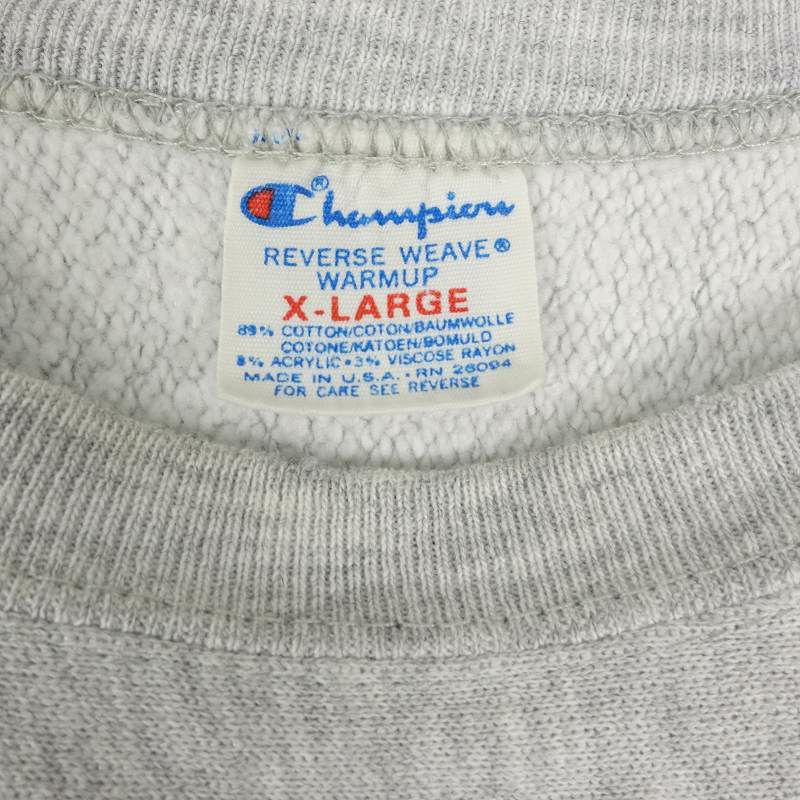 Champion®
REVERSE WEAVE®
WARMUP
X-LARGE
89% COTTON/COTON/BAUMWOLLE
COTONE/KATOEN/BOMULD
8% ACRYLIC • 3% VISCOSE RAYON
MADE IN U.S.A. • RN 26094
FOR CARE SEE REVERSE